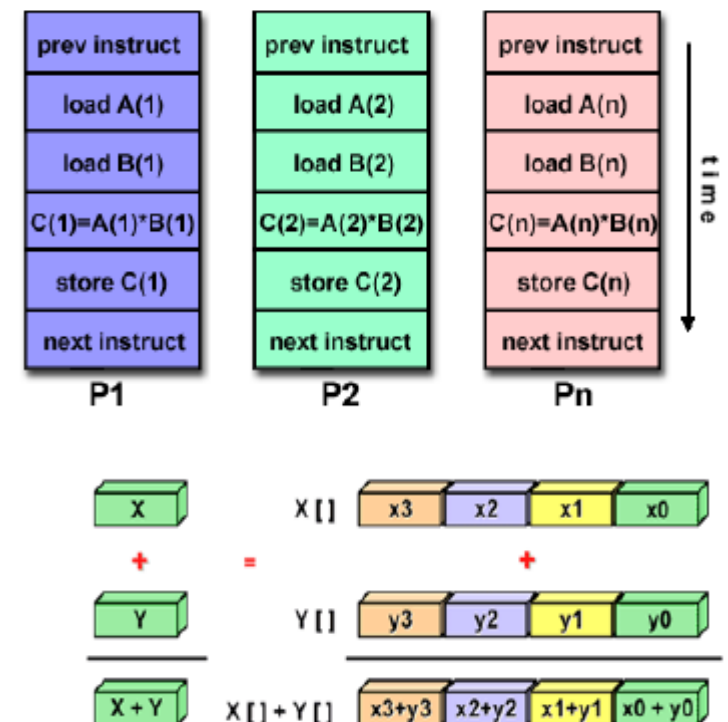 prev instruct prev instruct prev instruct
load A(1) load A(2) load A(n)
load B(1) load B(2) load B(n)
C(1)=A(1)*B(1) C(2)=A(2)*B(2) C(n)=A(n)*B(n)
store C(1) store C(2) store C(n)
next instruct next instruct next instruct
time
P1 P2 Pn
X X [ ] x3 x2 x1 x0
+ = +
Y Y [ ] y3 y2 y1 y0
X + Y X [ ] + Y [ ] x3+y3 x2+y2 x1+y1 x0 + y0